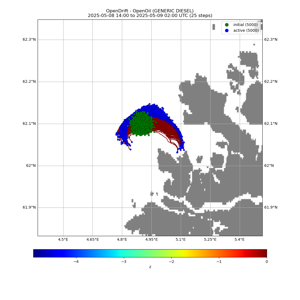 OpenDrift - OpenOil (GENERIC DIESEL)
2025-05-08 14:00 to 2025-05-09 02:00 UTC (25 steps)
initial (5000)
active (5000)
62.3°N
62.2°N
62.1°N
62°N
61.9°N
4.5°E
4.65°E
4.8°E
4.95°E
5.1°E
5.25°E
5.4°E
62.3°N
62.2°N
62.1°N
62°N
61.9°N
−4
−3
−2
−1
0
z